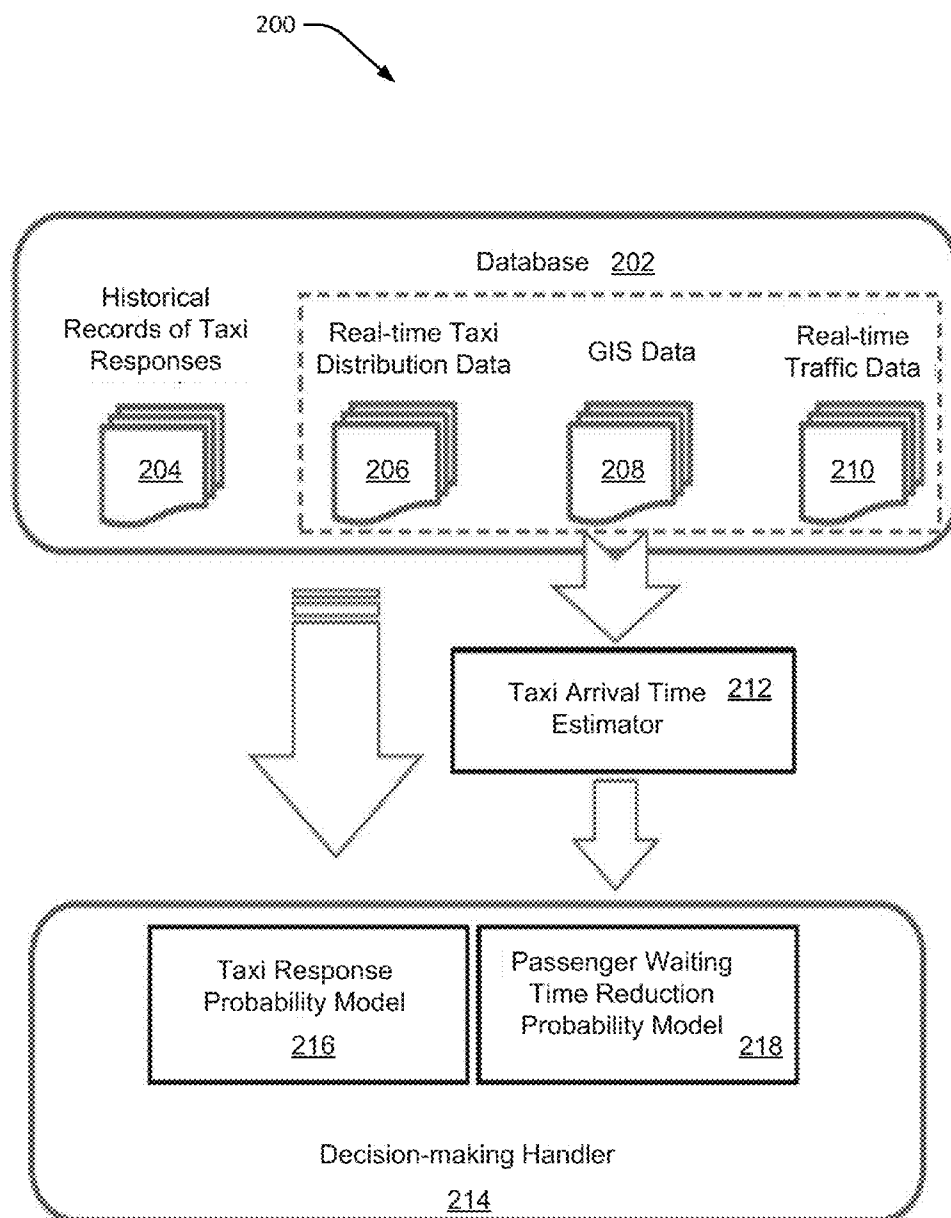 200
Database 202
Historical
Records of Taxi
Responses
Real-time Taxi
Distribution Data
GIS Data
Real-time
Traffic Data
204
206
208
210
Taxi Arrival Time
Estimator
212
Taxi Response
Probability Model
216
Passenger Waiting
Time Reduction
Probability Model
218
Decision-making Handler
214